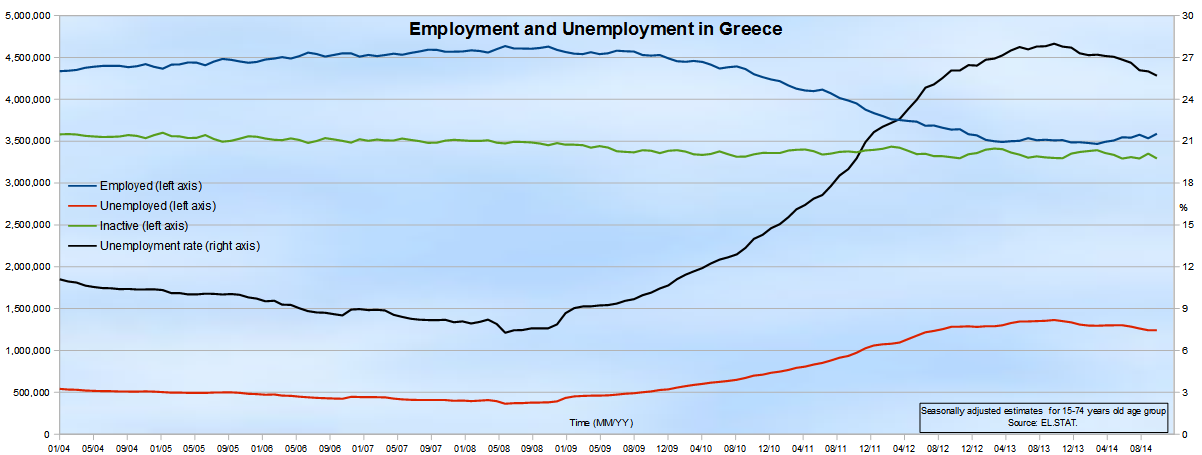 Employment and Unemployment in Greece
5,000,000
4,500,000
4,000,000
3,500,000
3,000,000
2,500,000
2,000,000
1,500,000
1,000,000
500,000
0
30
27
24
21
18
%
15
12
9
6
3
0
Employed (left axis)
Unemployed (left axis)
Inactive (left axis)
Unemployment rate (right axis)
Time (MM/YY)
Seasonally adjusted estimates for 15-74 years old age group
Source: EL.STAT.
01/04 05/04 09/04 01/05 05/05 09/05 01/06 05/06 09/06 01/07 05/07 09/07 01/08 05/08 09/08 01/09 05/09 09/09 01/10 04/10 08/10 12/10 04/11 08/11 12/11 04/12 08/12 12/12 04/13 08/13 12/13 04/14 08/14